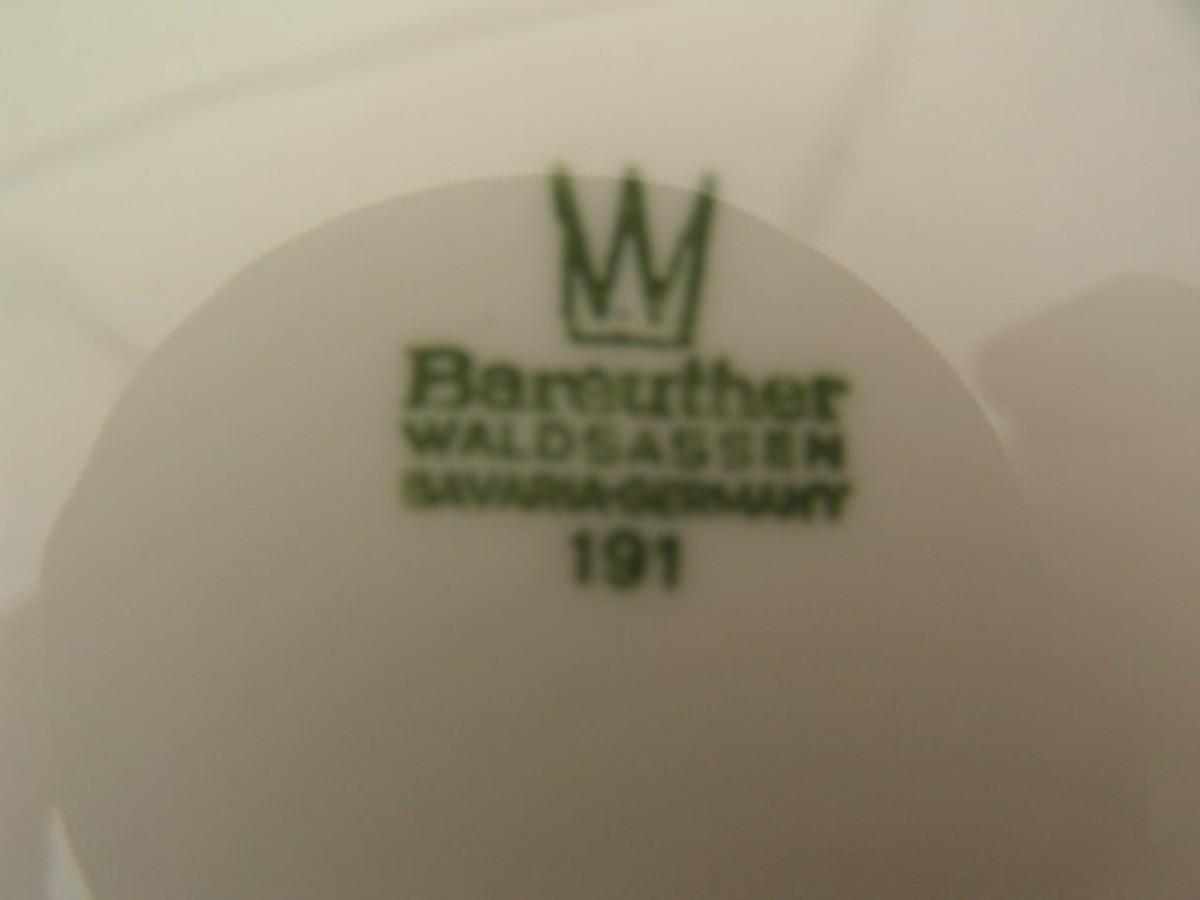 Bareuther
WALDSASSEN
BAVARIA-GERMANY
191